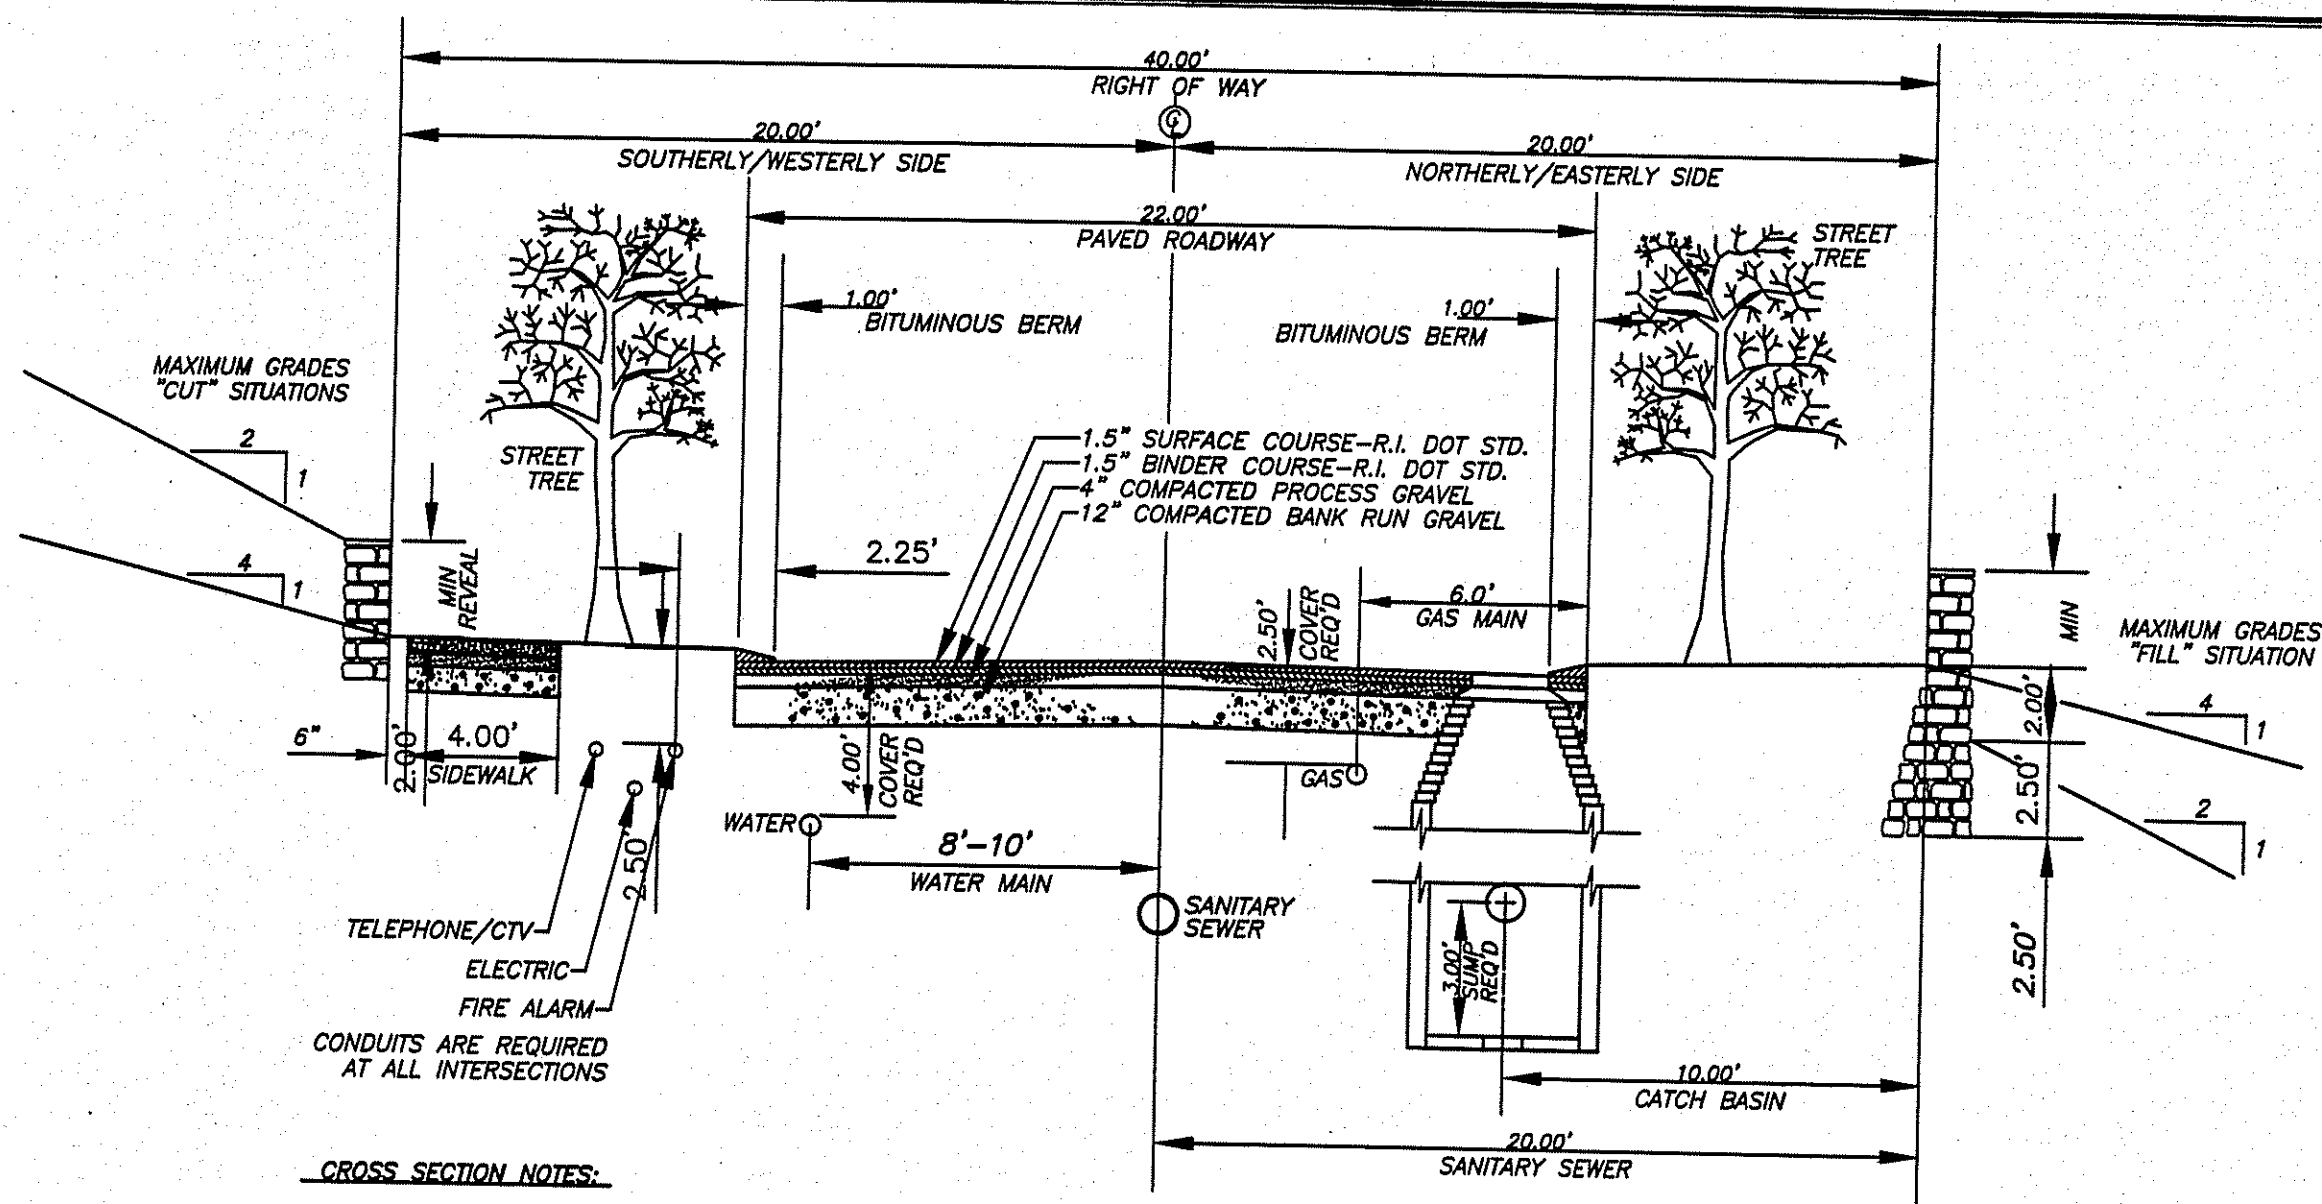 40.00'
RIGHT OF WAY
20.00'
SOUTHERLY/WESTERLY SIDE
20.00'
NORTHERLY/EASTERLY SIDE
22.00'
PAVED ROADWAY
STREET
TREE
1.00'
BITUMINOUS BERM
1.00'
BITUMINOUS BERM
MAXIMUM GRADES
"CUT" SITUATIONS
2
1
4
1
MIN
REVEAL
STREET
TREE
1.5" SURFACE COURSE-R.I. DOT STD.
1.5" BINDER COURSE-R.I. DOT STD.
4" COMPACTED PROCESS GRAVEL
12" COMPACTED BANK RUN GRAVEL
2.25'
2.50'
COVER
REQ'D
6.0'
GAS MAIN
MIN
MAXIMUM GRADES
"FILL" SITUATION
4
1
2
1
2.00'
2.50'
2.50'
6"
2.00'
4.00'
SIDEWALK
2.50'
4.00'
COVER
REQ'D
GAS
WATER
8'-10'
WATER MAIN
SANITARY
SEWER
TELEPHONE/CTV
ELECTRIC
FIRE ALARM
CONDUITS ARE REQUIRED
AT ALL INTERSECTIONS
3.00'
SUMP
REQ'D
10.00'
CATCH BASIN
20.00'
SANITARY SEWER
CROSS SECTION NOTES: